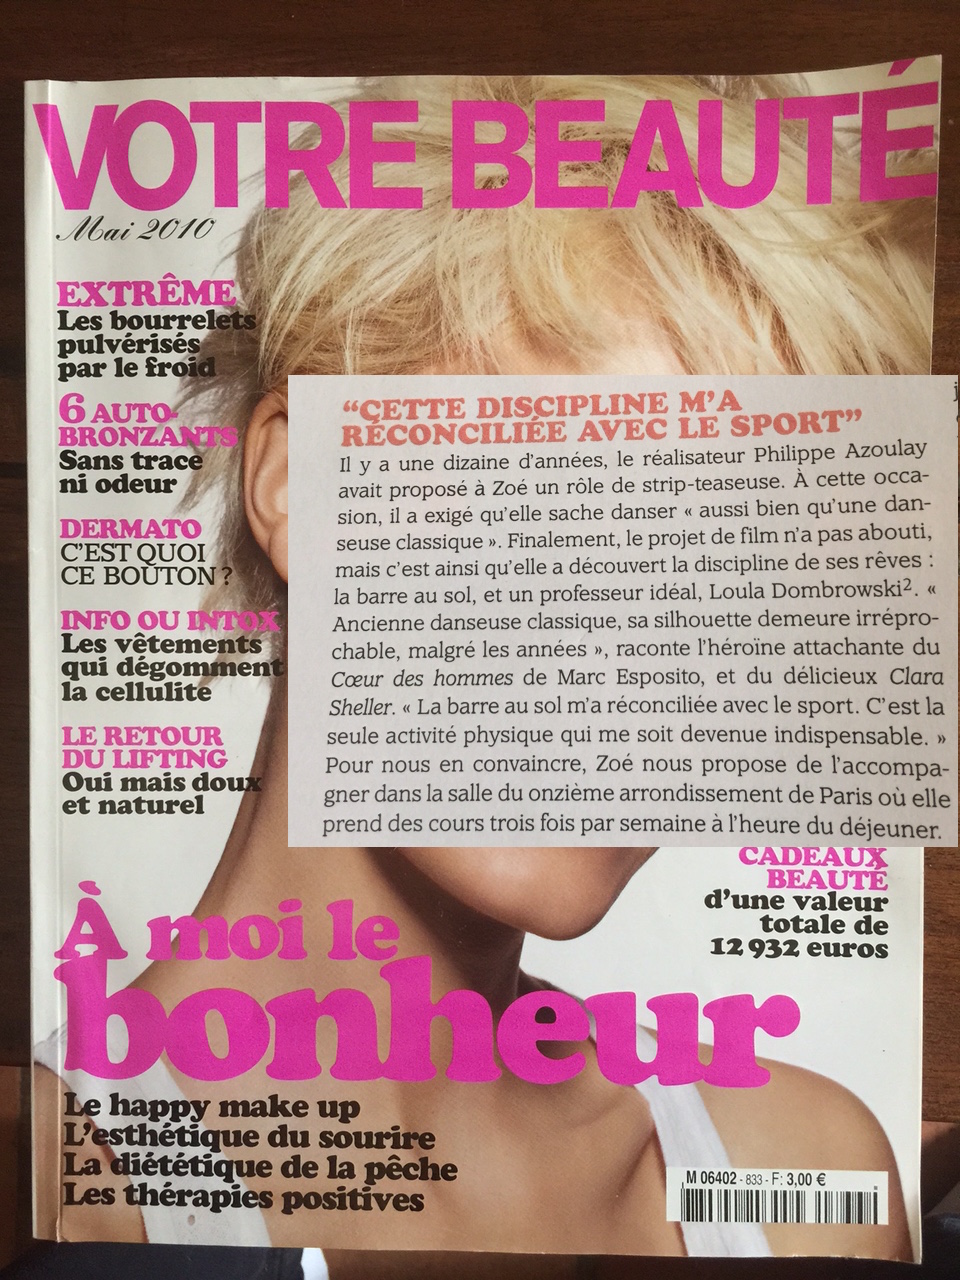 VOTRE BEAUTÉ
Mai 2010
EXTRÊME
Les bourrelets
pulvérisés
par le froid
6 AUTO-
BRONZANTS
Sans trace
ni odeur
DERMATO
C'EST QUOI
CE BOUTON ?
INFO OU INTOX
Les vêtements
qui dégomment
la cellulite
LE RETOUR
DU LIFTING
Oui mais doux
et naturel
“CETTE DISCIPLINE M'A
RÉCONCILIÉE AVEC LE SPORT”
Il y a une dizaine d'années, le réalisateur Philippe Azoulay
avait proposé à Zoé un rôle de strip-teaseuse. À cette occa-
sion, il a exigé qu'elle sache danser « aussi bien qu'une dan-
seuse classique ». Finalement, le projet de film n'a pas abouti,
mais c'est ainsi qu'elle a découvert la discipline de ses rêves :
la barre au sol, et un professeur idéal, Loula Dombrowski². «
Ancienne danseuse classique, sa silhouette demeure irrépro-
chable, malgré les années », raconte l'héroïne attachante du
Cœur des hommes de Marc Esposito, et du délicieux Clara
Sheller. « La barre au sol m'a réconciliée avec le sport. C'est la
seule activité physique qui me soit devenue indispensable. »
Pour nous en convaincre, Zoé nous propose de l'accompa-
gner dans la salle du onzième arrondissement de Paris où elle
prend des cours trois fois par semaine à l'heure du déjeuner.
CADEAUX
BEAUTÉ
d'une valeur
totale de
12 932 euros
À moi le
bonheur
Le happy make up
L'esthétique du sourire
La diététique de la pêche
Les thérapies positives
M 06402 - 833 - F: 3,00 €